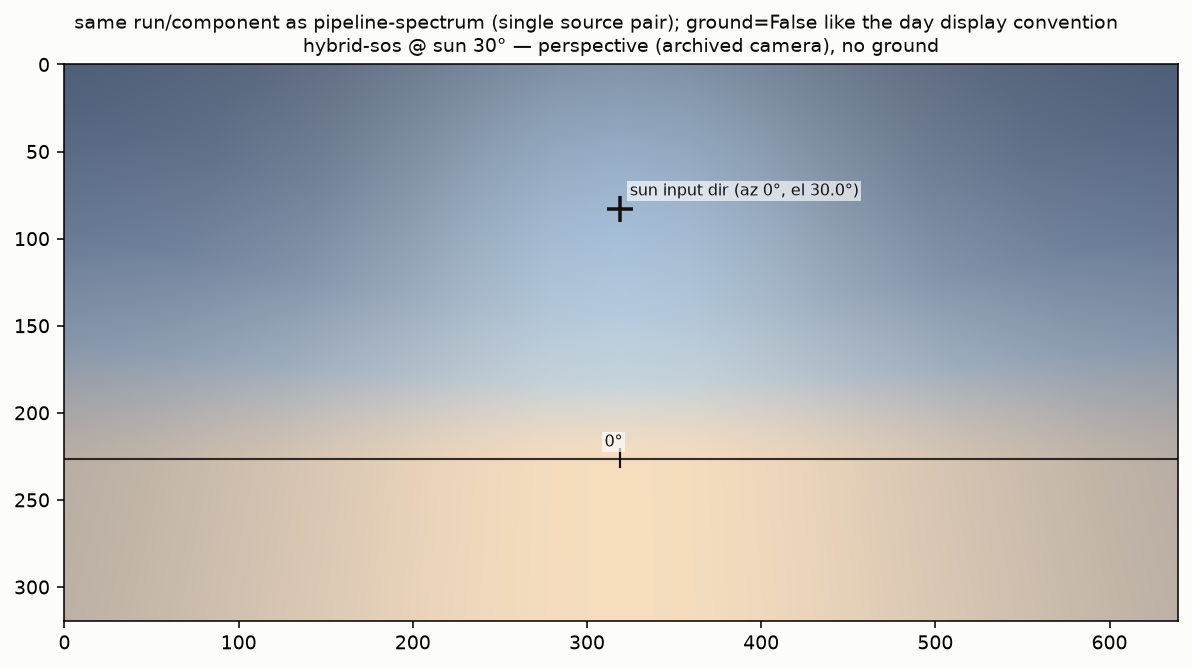 same run/component as pipeline-spectrum (single source pair); ground=False like the day display convention
hybrid-sos @ sun 30° — perspective (archived camera), no ground
0
50
100
150
200
250
300
sun input dir (az 0°, el 30.0°)
0°
0 100 200 300 400 500 600